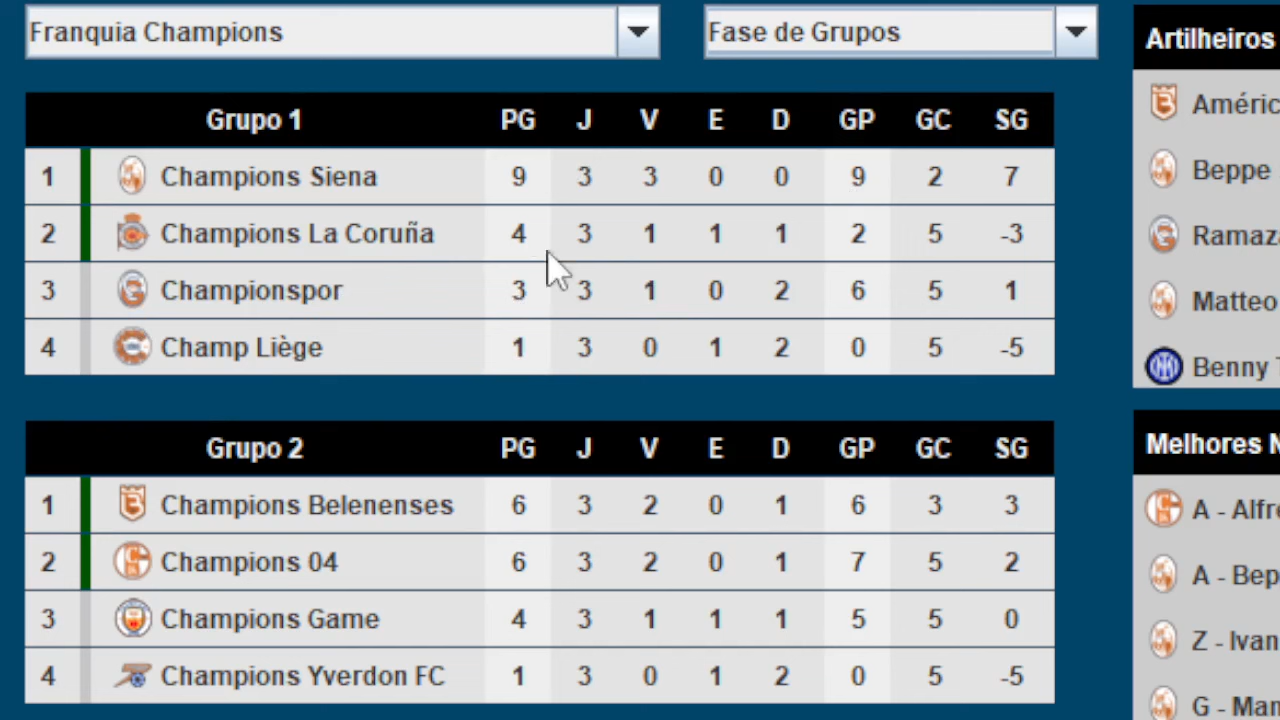 Franquia Champions
Fase de Grupos
Grupo 1 PG J V E D GP GC SG
1 Champions Siena 9 3 3 0 0 9 2 7
2 Champions La Coruña 4 3 1 1 1 2 5 -3
3 Championspor 3 3 1 0 2 6 5 1
4 Champ Liège 1 3 0 1 2 0 5 -5
Grupo 2 PG J V E D GP GC SG
1 Champions Belenenses 6 3 2 0 1 6 3 3
2 Champions 04 6 3 2 0 1 7 5 2
3 Champions Game 4 3 1 1 1 5 5 0
4 Champions Yverdon FC 1 3 0 1 2 0 5 -5
Artilheiros
Améric
Beppe
Ramaz
Matteo
Benny
Melhores
A - Alfr
A - Bep
Z - Ivan
G - Mar